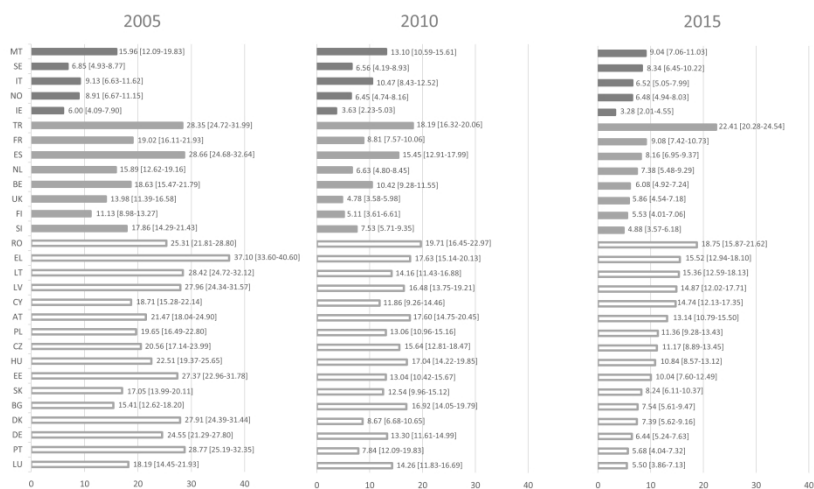 2005 2010 2015
MT 15.96 [12.09-19.83] 13.10 [10.59-15.61] 9.04 [7.06-11.03]
SE 6.85 [4.93-8.77] 6.56 [4.19-8.93] 8.34 [6.45-10.22]
IT 9.13 [6.63-11.62] 10.47 [8.43-12.52] 6.52 [5.05-7.99]
NO 8.91 [6.67-11.15] 6.45 [4.74-8.16] 6.48 [4.94-8.03]
IE 6.00 [4.09-7.90] 3.63 [2.23-5.03] 3.28 [2.01-4.55]
TR 28.35 [24.72-31.99] 18.19 [16.32-20.06] 22.41 [20.28-24.54]
FR 19.02 [16.11-21.93] 8.81 [7.57-10.06] 9.08 [7.42-10.73]
ES 28.66 [24.68-32.64] 15.45 [12.91-17.99] 8.16 [6.95-9.37]
NL 15.89 [12.62-19.16] 6.63 [4.80-8.45] 7.38 [5.48-9.29]
BE 18.63 [15.47-21.79] 10.42 [9.28-11.55] 6.08 [4.92-7.24]
UK 13.98 [11.39-16.58] 4.78 [3.58-5.98] 5.86 [4.54-7.18]
FI 11.13 [8.98-13.27] 5.11 [3.61-6.61] 5.53 [4.01-7.06]
SI 17.86 [14.29-21.43] 7.53 [5.71-9.35] 4.88 [3.57-6.18]
RO 25.31 [21.81-28.80] 19.71 [16.45-22.97] 18.75 [15.87-21.62]
EL 37.10 [33.60-40.60] 17.63 [15.14-20.13] 15.52 [12.94-18.10]
LT 28.42 [24.72-32.12] 14.16 [11.43-16.88] 15.36 [12.59-18.13]
LV 27.96 [24.34-31.57] 16.48 [13.75-19.21] 14.87 [12.02-17.71]
CY 18.71 [15.28-22.14] 11.86 [9.26-14.46] 14.74 [12.13-17.35]
AT 21.47 [18.04-24.90] 17.60 [14.75-20.45] 13.14 [10.79-15.50]
PL 19.65 [16.49-22.80] 13.06 [10.96-15.16] 11.36 [9.28-13.43]
CZ 20.56 [17.14-23.99] 15.64 [12.81-18.47] 11.17 [8.89-13.45]
HU 22.51 [19.37-25.65] 17.04 [14.22-19.85] 10.84 [8.57-13.12]
EE 27.37 [22.96-31.78] 13.04 [10.42-15.67] 10.04 [7.60-12.49]
SK 17.05 [13.99-20.11] 12.54 [9.96-15.12] 8.24 [6.11-10.37]
BG 15.41 [12.62-18.20] 16.92 [14.05-19.79] 7.54 [5.61-9.47]
DK 27.91 [24.39-31.44] 8.67 [6.68-10.65] 7.39 [5.62-9.16]
DE 24.55 [21.29-27.80] 13.30 [11.61-14.99] 6.44 [5.24-7.63]
PT 28.77 [25.19-32.35] 7.84 [12.09-19.83] 5.68 [4.04-7.32]
LU 18.19 [14.45-21.93] 14.26 [11.83-16.69] 5.50 [3.86-7.13]
0 10 20 30 40 0 10 20 30 40 0 10 20 30 40